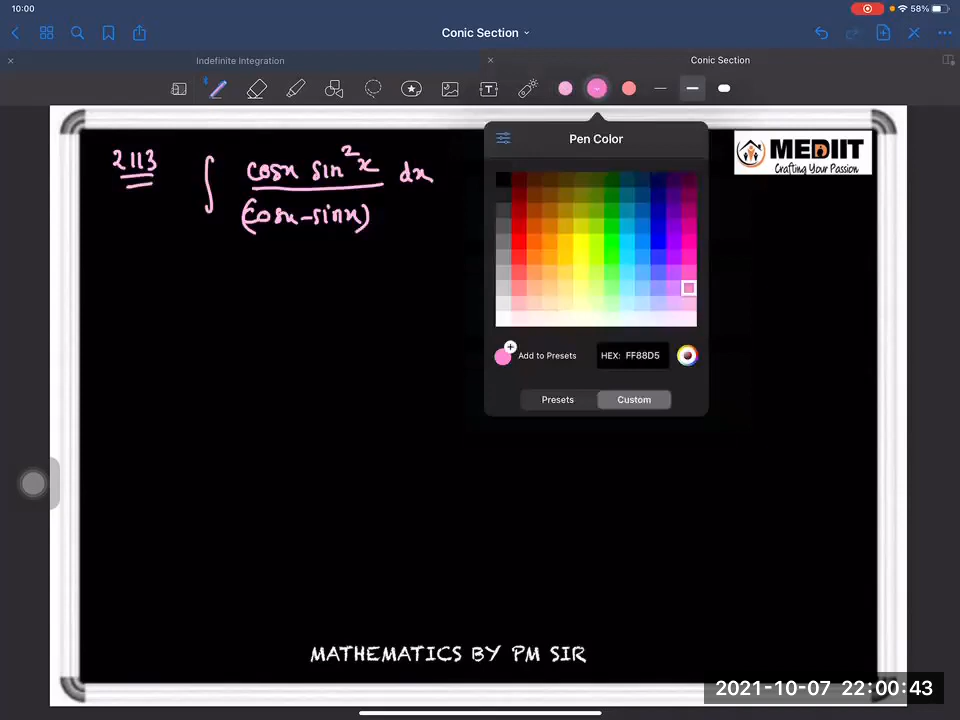 10:00
58%
Conic Section
Indefinite Integration
Conic Section
T
Pen Color
MEDIIT
Crafting Your Passion
2113
∫ cosx sin²x dx
(cosx-sinx)
Add to Presets
HEX: FF88D5
Presets
Custom
MATHEMATICS BY PM SIR
2021-10-07 22:00:43